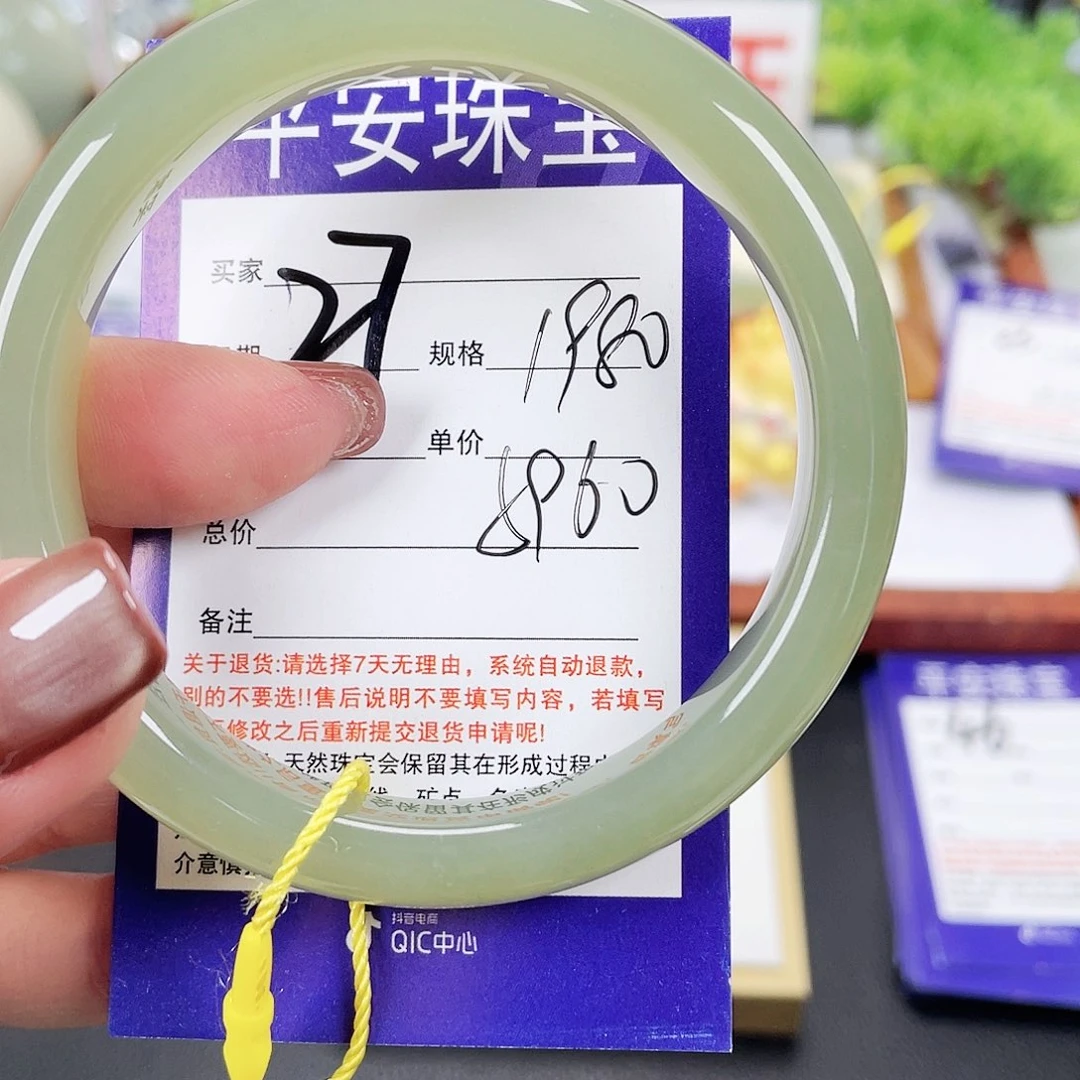 平安珠宝
买家 27
日期 规格 1980
单价
总价
备注
关于退货:请选择7天无理由，系统自动退款，
别的不要选!!售后说明不要填写内容，若填写
修改之后重新提交退货申请呢!
天然珠宝会保留其在形成过程
线、矿点、
介意慎
抖音电商
QIC中心
平安珠宝
46